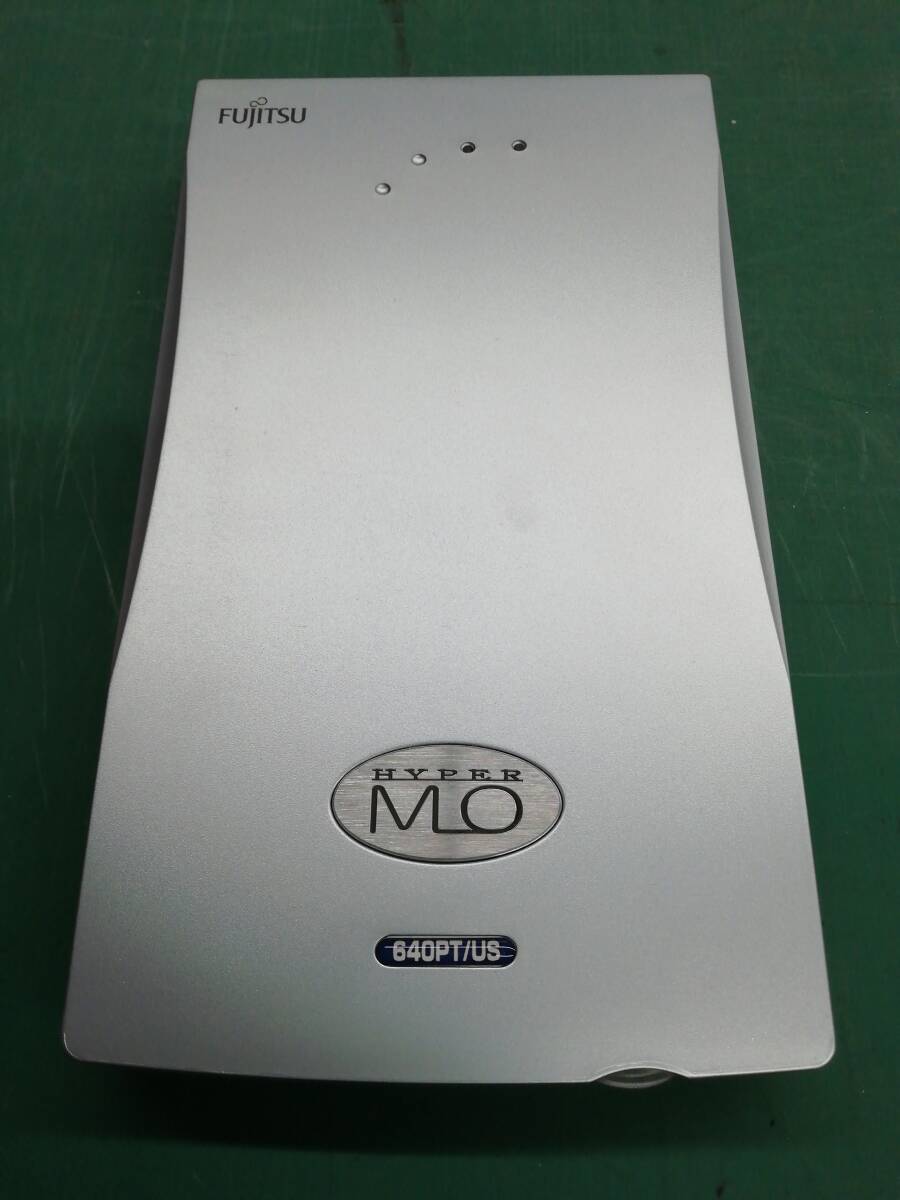 FUJITSU
HYPER
MO
640PT/US